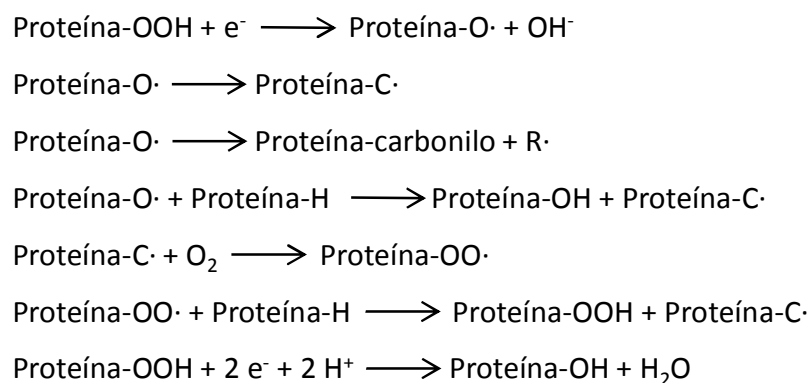 Proteína-OOH + e⁻ ⟶ Proteína-O· + OH⁻
Proteína-O· ⟶ Proteína-C·
Proteína-O· ⟶ Proteína-carbonilo + R·
Proteína-O· + Proteína-H ⟶ Proteína-OH + Proteína-C·
Proteína-C· + O₂ ⟶ Proteína-OO·
Proteína-OO· + Proteína-H ⟶ Proteína-OOH + Proteína-C·
Proteína-OOH + 2 e⁻ + 2 H⁺ ⟶ Proteína-OH + H₂O